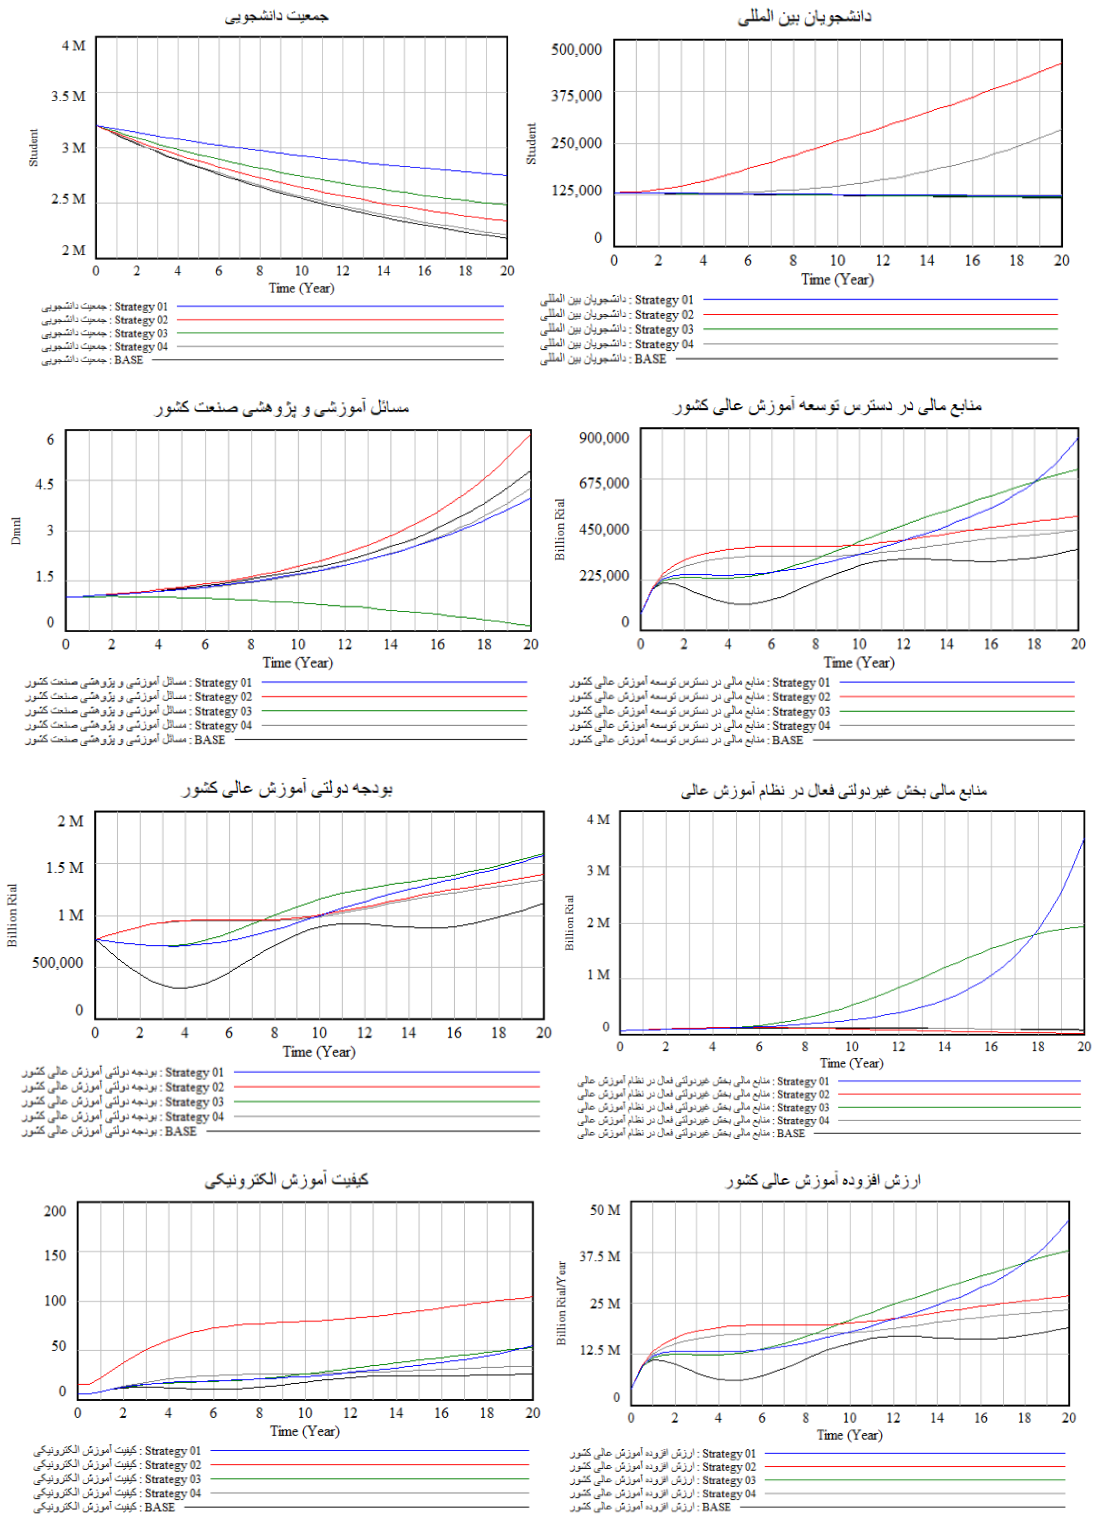 جمعیت دانشجویی
4 M
3.5 M
3 M
2.5 M
2 M
Student
0 2 4 6 8 10 12 14 16 18 20
Time (Year)
جمعیت دانشجویی : Strategy 01
جمعیت دانشجویی : Strategy 02
جمعیت دانشجویی : Strategy 03
جمعیت دانشجویی : Strategy 04
جمعیت دانشجویی : BASE
دانشجویان بین المللی
500,000
375,000
250,000
125,000
0
Student
0 2 4 6 8 10 12 14 16 18 20
Time (Year)
دانشجویان بین المللی : Strategy 01
دانشجویان بین المللی : Strategy 02
دانشجویان بین المللی : Strategy 03
دانشجویان بین المللی : Strategy 04
دانشجویان بین المللی : BASE
مسائل آموزشی و پژوهشی صنعت کشور
6
4.5
3
1.5
0
Dmnl
0 2 4 6 8 10 12 14 16 18 20
Time (Year)
مسائل آموزشی و پژوهشی صنعت کشور : Strategy 01
مسائل آموزشی و پژوهشی صنعت کشور : Strategy 02
مسائل آموزشی و پژوهشی صنعت کشور : Strategy 03
مسائل آموزشی و پژوهشی صنعت کشور : Strategy 04
مسائل آموزشی و پژوهشی صنعت کشور : BASE
منابع مالی در دسترس توسعه آموزش عالی کشور
900,000
675,000
450,000
225,000
0
Billion Rial
0 2 4 6 8 10 12 14 16 18 20
Time (Year)
منابع مالی در دسترس توسعه آموزش عالی کشور : Strategy 01
منابع مالی در دسترس توسعه آموزش عالی کشور : Strategy 02
منابع مالی در دسترس توسعه آموزش عالی کشور : Strategy 03
منابع مالی در دسترس توسعه آموزش عالی کشور : Strategy 04
منابع مالی در دسترس توسعه آموزش عالی کشور : BASE
بودجه دولتی آموزش عالی کشور
2 M
1.5 M
1 M
500,000
0
Billion Rial
0 2 4 6 8 10 12 14 16 18 20
Time (Year)
بودجه دولتی آموزش عالی کشور : Strategy 01
بودجه دولتی آموزش عالی کشور : Strategy 02
بودجه دولتی آموزش عالی کشور : Strategy 03
بودجه دولتی آموزش عالی کشور : Strategy 04
بودجه دولتی آموزش عالی کشور : BASE
منابع مالی بخش غیردولتی فعال در نظام آموزش عالی
4 M
3 M
2 M
1 M
0
Billion Rial
0 2 4 6 8 10 12 14 16 18 20
Time (Year)
منابع مالی بخش غیردولتی فعال در نظام آموزش عالی : Strategy 01
منابع مالی بخش غیردولتی فعال در نظام آموزش عالی : Strategy 02
منابع مالی بخش غیردولتی فعال در نظام آموزش عالی : Strategy 03
منابع مالی بخش غیردولتی فعال در نظام آموزش عالی : Strategy 04
منابع مالی بخش غیردولتی فعال در نظام آموزش عالی : BASE
کیفیت آموزش الکترونیکی
200
150
100
50
0
0 2 4 6 8 10 12 14 16 18 20
Time (Year)
کیفیت آموزش الکترونیکی : Strategy 01
کیفیت آموزش الکترونیکی : Strategy 02
کیفیت آموزش الکترونیکی : Strategy 03
کیفیت آموزش الکترونیکی : Strategy 04
کیفیت آموزش الکترونیکی : BASE
ارزش افزوده آموزش عالی کشور
50 M
37.5 M
25 M
12.5 M
0
Billion Rial/Year
0 2 4 6 8 10 12 14 16 18 20
Time (Year)
ارزش افزوده آموزش عالی کشور : Strategy 01
ارزش افزوده آموزش عالی کشور : Strategy 02
ارزش افزوده آموزش عالی کشور : Strategy 03
ارزش افزوده آموزش عالی کشور : Strategy 04
ارزش افزوده آموزش عالی کشور : BASE